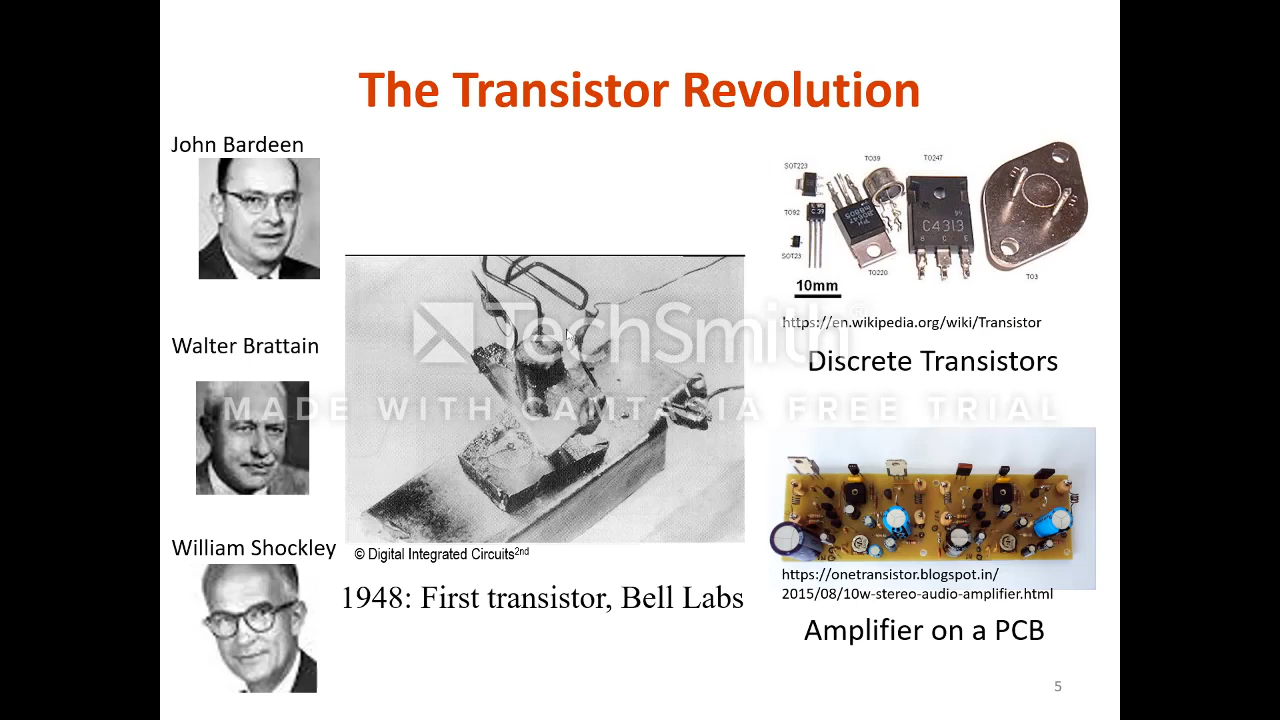 The Transistor Revolution
John Bardeen
Walter Brattain
William Shockley
© Digital Integrated Circuits2nd
1948: First transistor, Bell Labs
SOT223
TO39
TO247
TO92
C4313
B C E
SOT23
TO220
TO3
10mm
https://en.wikipedia.org/wiki/Transistor
Discrete Transistors
https://onetransistor.blogspot.in/
2015/08/10w-stereo-audio-amplifier.html
Amplifier on a PCB
5
TechSmith®
MADE WITH CAMTASIA FREE TRIAL